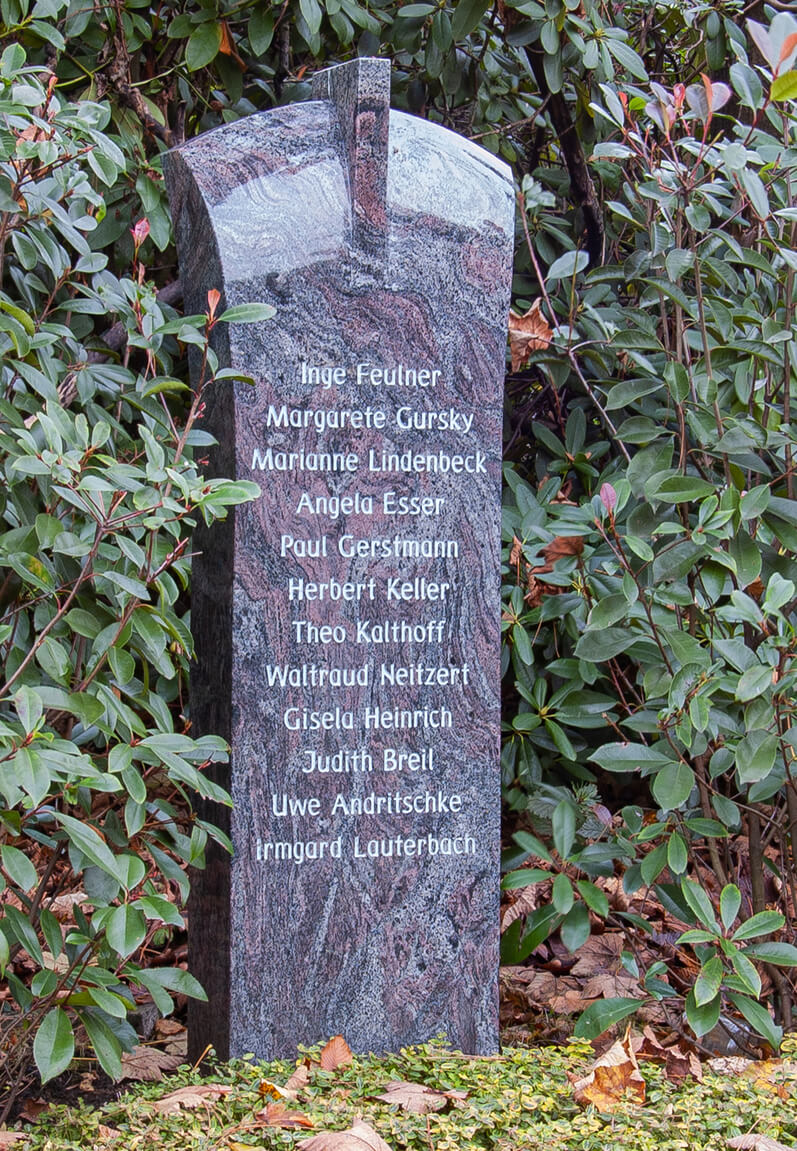 Inge Feulner
Margarete Gursky
Marianne Lindenbeck
Angela Esser
Paul Gerstmann
Herbert Keller
Theo Kalthoff
Waltraud Neitzert
Gisela Heinrich
Judith Breil
Uwe Andritschke
Irmgard Lauterbach